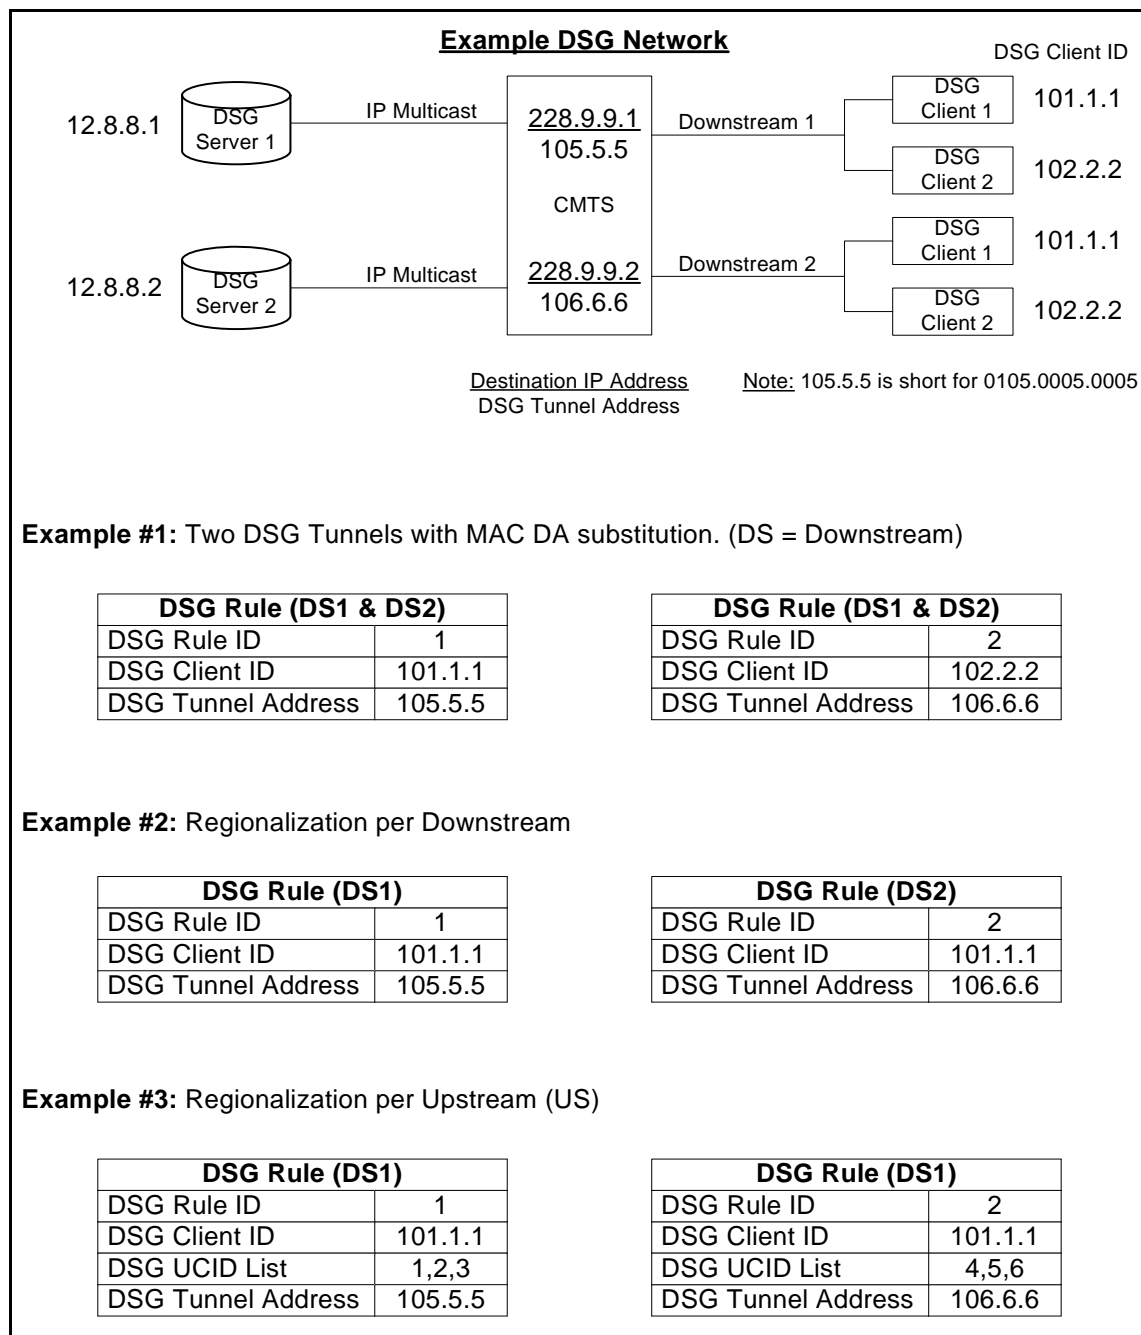 Example DSG Network
DSG Client ID
12.8.8.1
DSG
Server 1
IP Multicast
228.9.9.1
105.5.5
Downstream 1
DSG
Client 1
101.1.1
DSG
Client 2
102.2.2
CMTS
12.8.8.2
DSG
Server 2
IP Multicast
228.9.9.2
106.6.6
Downstream 2
DSG
Client 1
101.1.1
DSG
Client 2
102.2.2
Destination IP Address
DSG Tunnel Address
Note: 105.5.5 is short for 0105.0005.0005
Example #1: Two DSG Tunnels with MAC DA substitution. (DS = Downstream)
DSG Rule (DS1 & DS2)
DSG Rule ID 1
DSG Client ID 101.1.1
DSG Tunnel Address 105.5.5
DSG Rule (DS1 & DS2)
DSG Rule ID 2
DSG Client ID 102.2.2
DSG Tunnel Address 106.6.6
Example #2: Regionalization per Downstream
DSG Rule (DS1)
DSG Rule ID 1
DSG Client ID 101.1.1
DSG Tunnel Address 105.5.5
DSG Rule (DS2)
DSG Rule ID 2
DSG Client ID 101.1.1
DSG Tunnel Address 106.6.6
Example #3: Regionalization per Upstream (US)
DSG Rule (DS1)
DSG Rule ID 1
DSG Client ID 101.1.1
DSG UCID List 1,2,3
DSG Tunnel Address 105.5.5
DSG Rule (DS1)
DSG Rule ID 2
DSG Client ID 101.1.1
DSG UCID List 4,5,6
DSG Tunnel Address 106.6.6